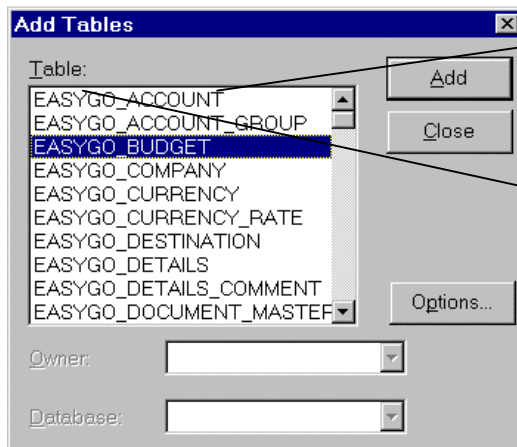 Add Tables
Table:
EASYGO_ACCOUNT
EASYGO_ACCOUNT_GROUP
EASYGO_BUDGET
EASYGO_COMPANY
EASYGO_CURRENCY
EASYGO_CURRENCY_RATE
EASYGO_DESTINATION
EASYGO_DETAILS
EASYGO_DETAILS_COMMENT
EASYGO_DOCUMENT_MASTER
Add
Close
Options...
Owner:
Database: